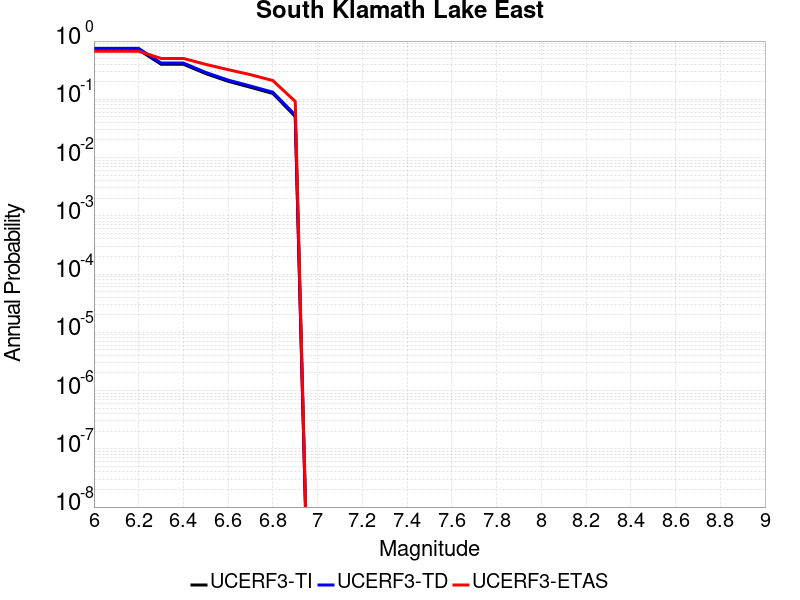 South Klamath Lake East
10^0
10^-1
10^-2
10^-3
10^-4
10^-5
10^-6
10^-7
10^-8
Annual Probability
6 6.2 6.4 6.6 6.8 7 7.2 7.4 7.6 7.8 8 8.2 8.4 8.6 8.8 9
Magnitude
UCERF3-TI UCERF3-TD UCERF3-ETAS